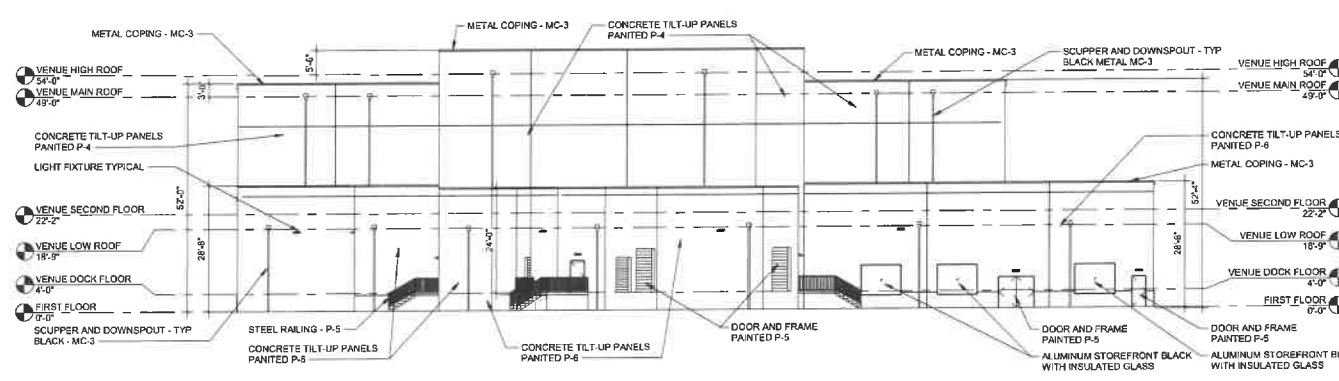 METAL COPING - MC-3
METAL COPING - MC-3
CONCRETE TILT-UP PANELS
PANITED P-4
METAL COPING - MC-3
SCUPPER AND DOWNSPOUT - TYP
BLACK METAL MC-3
VENUE HIGH ROOF
54'-0"
VENUE MAIN ROOF
49'-0"
5'-6"
3'-0"
VENUE HIGH ROOF
54'-0"
VENUE MAIN ROOF
49'-0"
CONCRETE TILT-UP PANELS
PANITED P-4
LIGHT FIXTURE TYPICAL
CONCRETE TILT-UP PANELS
PANITED P-6
METAL COPING - MC-3
52'-0"
28'-8"
24'-0"
52'-4"
28'-8"
VENUE SECOND FLOOR
22'-2"
VENUE LOW ROOF
18'-9"
VENUE DOCK FLOOR
4'-0"
FIRST FLOOR
0'-0"
VENUE SECOND FLOOR
22'-2"
VENUE LOW ROOF
18'-9"
VENUE DOCK FLOOR
4'-0"
FIRST FLOOR
0'-0"
SCUPPER AND DOWNSPOUT - TYP
BLACK - MC-3
STEEL RAILING - P-5
CONCRETE TILT-UP PANELS
PANITED P-6
CONCRETE TILT-UP PANELS
PANITED P-6
DOOR AND FRAME
PAINTED P-5
DOOR AND FRAME
PAINTED P-5
ALUMINUM STOREFRONT BLACK
WITH INSULATED GLASS
DOOR AND FRAME
PAINTED P-5
ALUMINUM STOREFRONT
WITH INSULATED GLASS